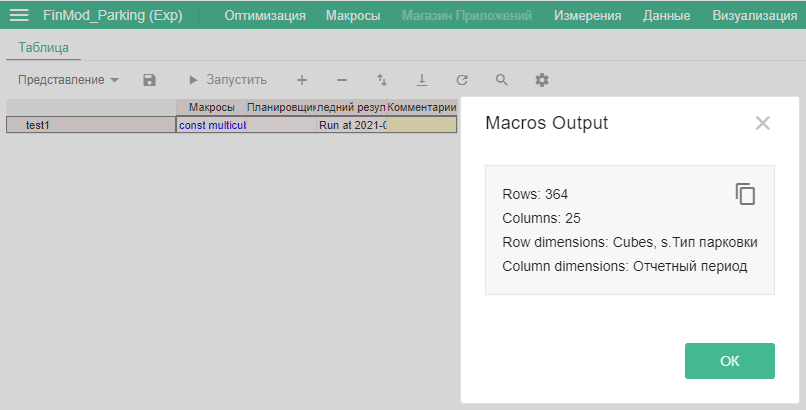 FinMod_Parking (Exp) Оптимизация Макросы Магазин Приложений Измерения Данные Визуализация
Таблица
Представление Запустить
Макросы Планировщик ледний резул Комментарии
test1 const multicul Run at 2021-0
Macros Output
Rows: 364
Columns: 25
Row dimensions: Cubes, s.Тип парковки
Column dimensions: Отчетный период
OK